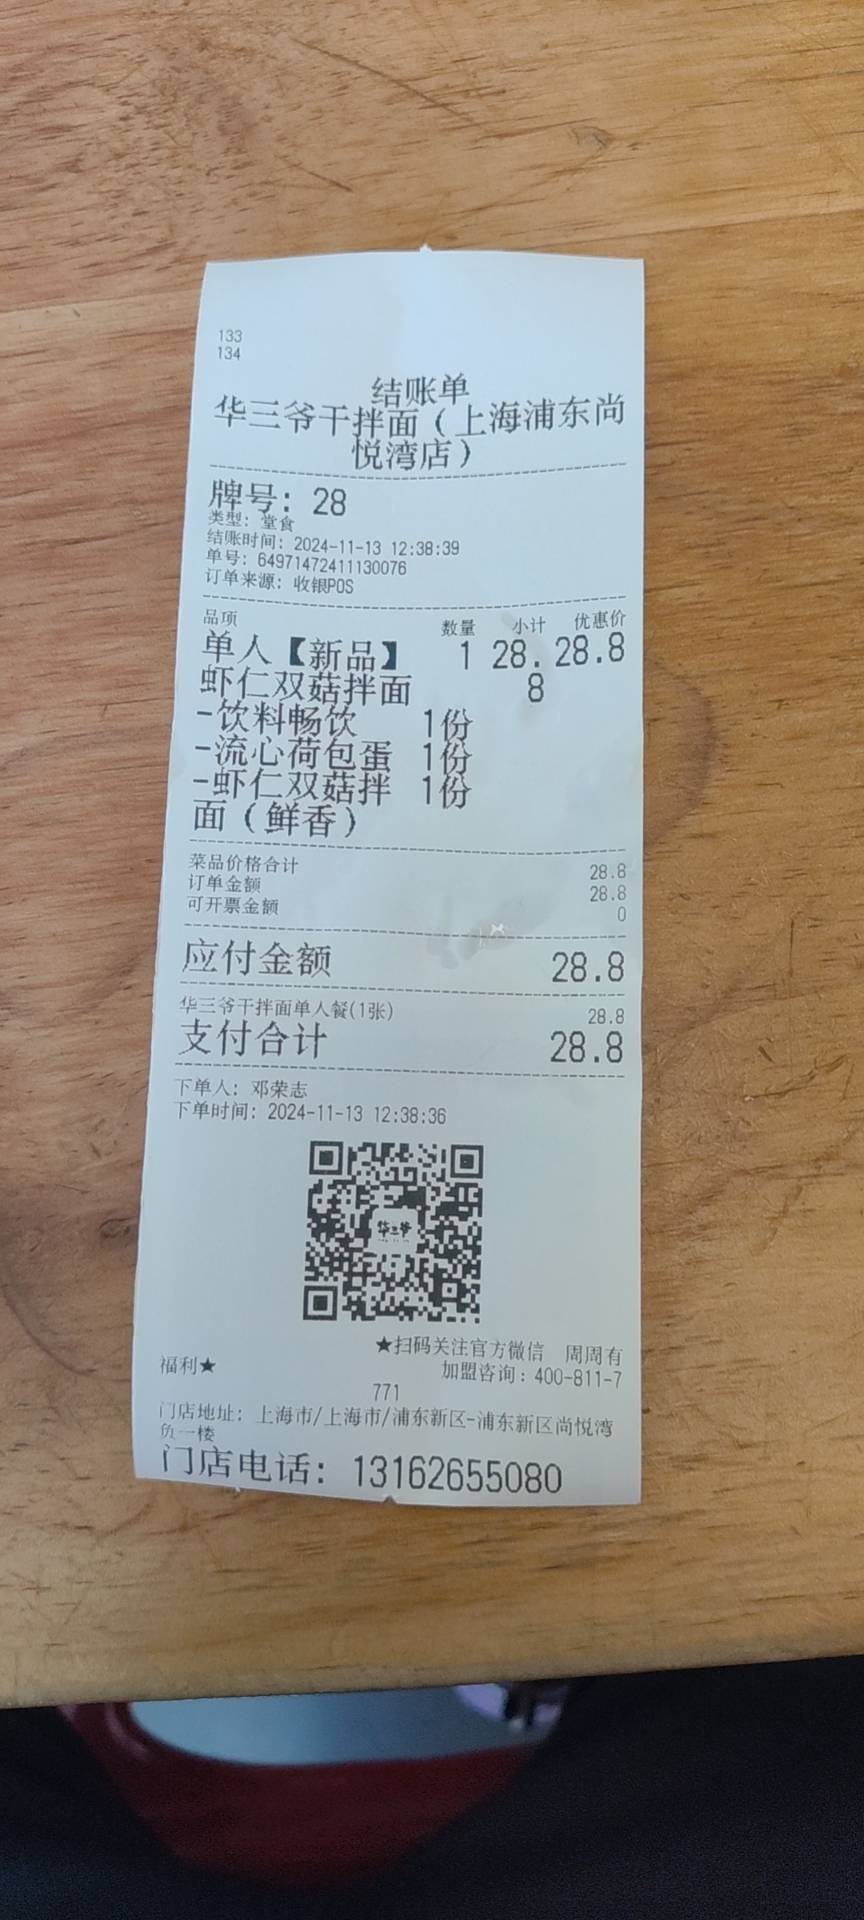 133
134
结账单
华三爷干拌面（上海浦东尚
悦湾店）
牌号：28
类型：堂食
结账时间：2024-11-13 12:38:39
单号：64971472411130076
订单来源：收银POS
品项 数量 小计 优惠价
单人【新品】 1 28. 28.8
虾仁双菇拌面 8
-饮料畅饮 1份
-流心荷包蛋 1份
-虾仁双菇拌 1份
面（鲜香）
菜品价格合计 28.8
订单金额 28.8
可开票金额 0
应付金额 28.8
华三爷干拌面单人餐(1张) 28.8
支付合计 28.8
下单人：邓荣志
下单时间：2024-11-13 12:38:36
华三爷
★扫码关注官方微信 周周有
福利★ 加盟咨询：400-811-7
771
门店地址：上海市/上海市/浦东新区-浦东新区尚悦湾
负一楼
门店电话：13162655080